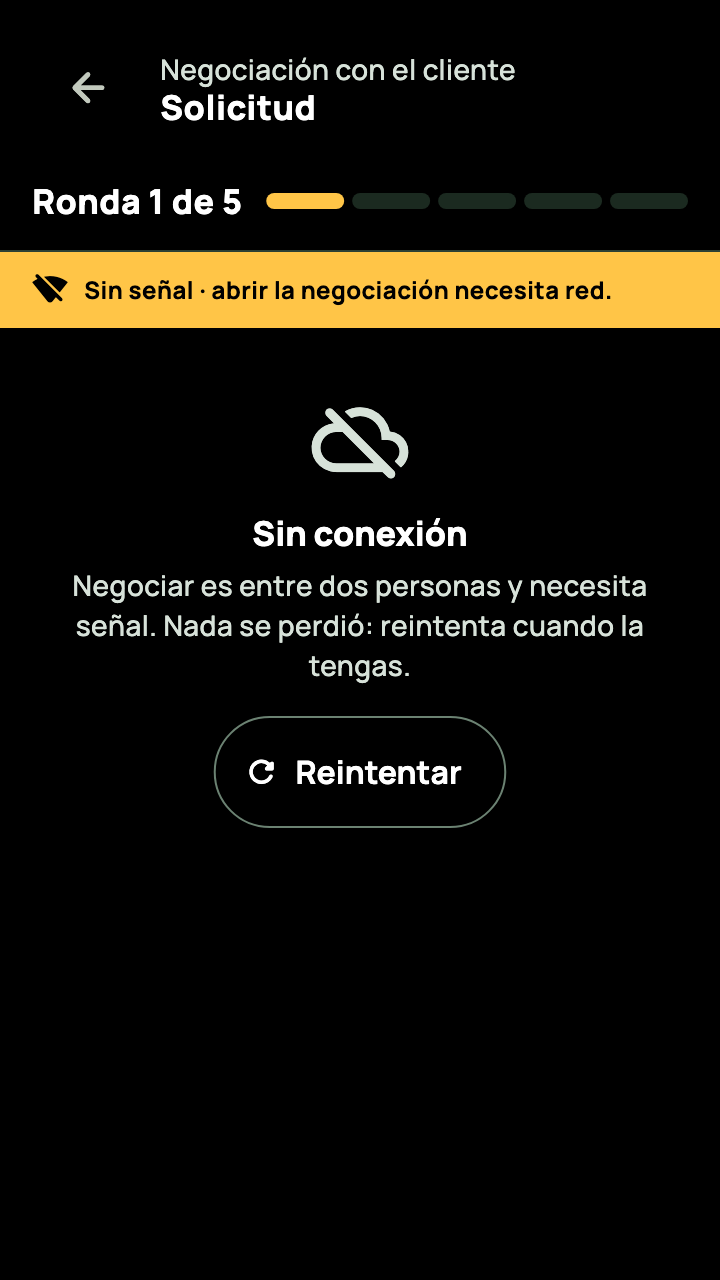 Negociación con el cliente
Solicitud
Ronda 1 de 5
Sin señal · abrir la negociación necesita red.
Sin conexión
Negociar es entre dos personas y necesita
señal. Nada se perdió: reintenta cuando la
tengas.
Reintentar